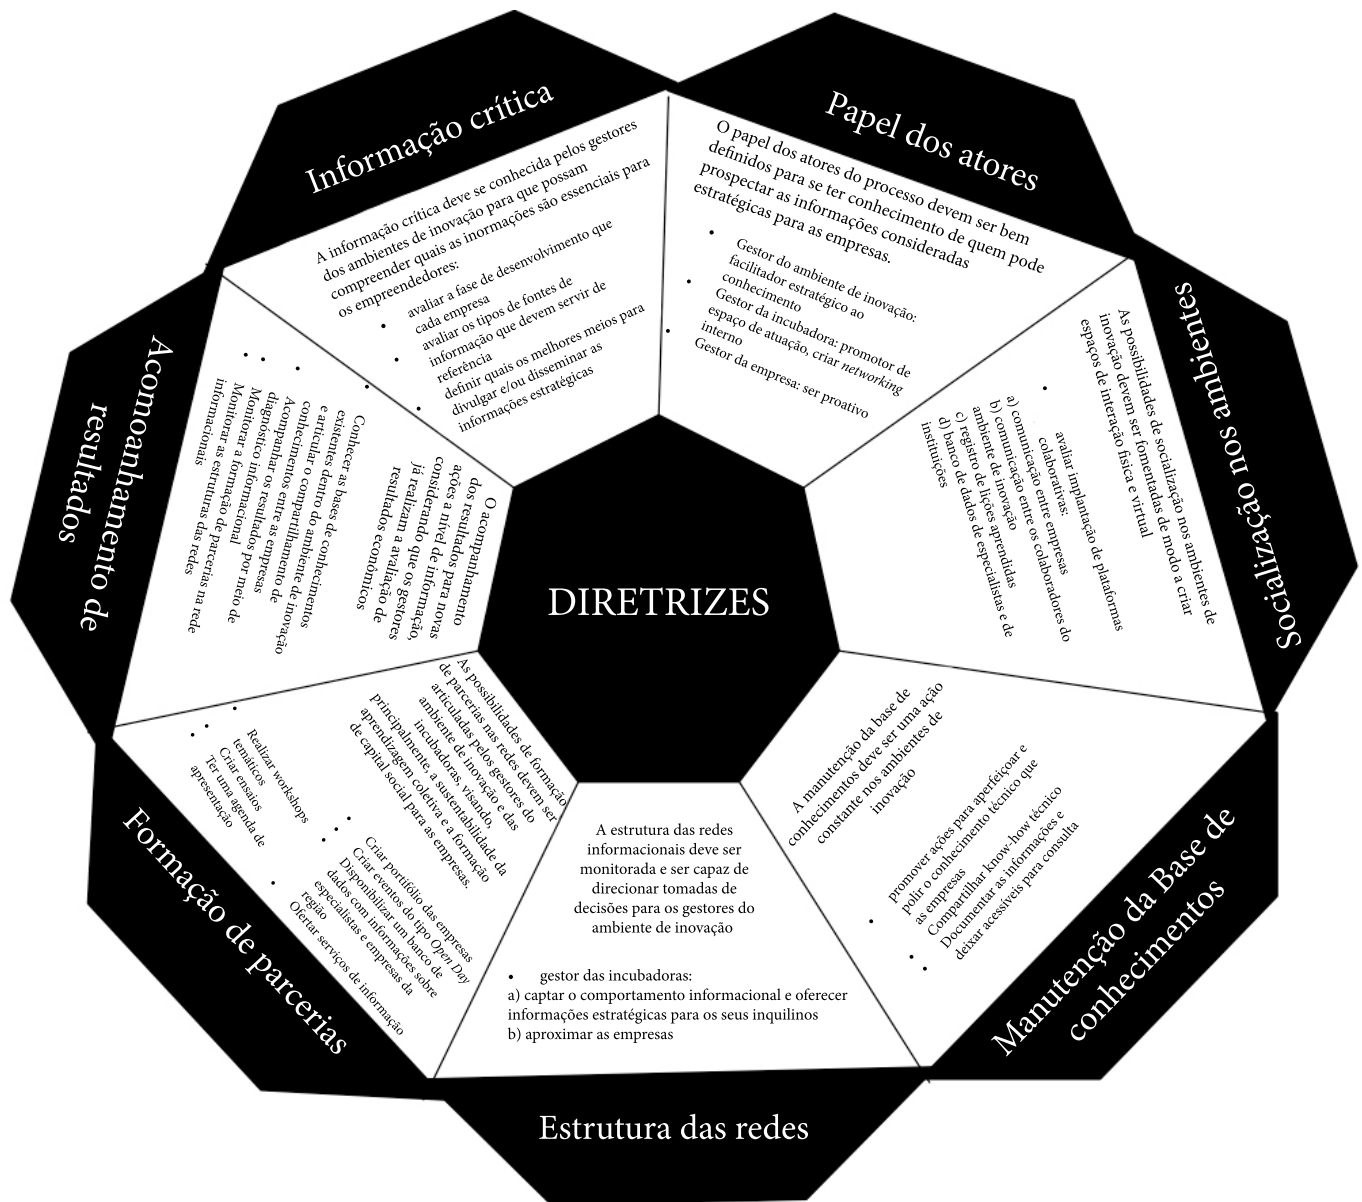 Informação crítica
A informação crítica deve se conhecida pelos gestores
dos ambientes de inovação para que possam
compreender quais as inormações são essenciais para
os empreendedores:
• avaliar a fase de desenvolvimento que
cada empresa
• avaliar os tipos de fontes de
informação que devem servir de
referência
• definir quais os melhores meios para
divulgar e/ou disseminar as
informações estratégicas
Papel dos atores
O papel dos atores do processo devem ser bem
definidos para se ter conhecimento de quem pode
prospectar as informações consideradas
estratégicas para as empresas.
• Gestor do ambiente de inovação:
facilitador estratégico ao
conhecimento
• Gestor da incubadora: promotor de
espaço de atuação, criar networking
interno
• Gestor da empresa: ser proativo
Socialização nos ambientes
As possibilidades de socialização nos ambientes de
inovação devem ser fomentadas de modo a criar
espaços de interação física e virtual
• avaliar implantação de plataformas
colaborativas:
a) comunicação entre empresas
b) comunicação entre os colaboradores do
ambiente de inovação
c) registro de lições aprendidas
d) banco de dados de especialistas e de
instituições
Manutenção da Base de
conhecimentos
A manutenção da base de
conhecimentos deve ser uma ação
constante nos ambientes de
inovação
• promover ações para aperfeiçoar e
polir o conhecimento técnico que
as empresas
• Compartilhar know-how técnico
• Documentar as informações e
deixar accessíveis para consulta
Estrutura das redes
A estrutura das redes
informacionais deve ser
monitorada e ser capaz de
direcionar tomadas de
decisões para os gestores do
ambiente de inovação
• gestor das incubadoras:
a) captar o comportamento informacional e oferecer
informações estratégicas para os seus inquilinos
b) aproximar as empresas
Formação de parcerias
As possibilidades de formação
de parcerias nas redes devem ser
articuladas pelos gestores do
ambiente de inovação e das
incubadoras, visando,
principalmente, a sustentabilidade da
aprendizagem coletiva e a formação
de capital social para as empresas.
• Criar portilfólio das empresas
• Criar eventos do tipo Open Day
• Disponibilizar um banco de
dados com informações sobre
especialistas e empresas da
região
• Ofertar serviços de informação
• Realizar workshops
temáticos
• Criar ensaios
• Ter uma agenda de
apresentação
Acomoanhamento de
resultados
O acompanhamento
dos resultados para novas
ações a nível de informação,
considerando que os gestores
já realizam a avaliação de
resultados econômicos
• Conhecer as bases de conhecimentos
existentes dentro do ambiente de inovação
e articular o compartilhamento de
conhecimentos entre as empresas
• Acompanhar os resultados por meio de
diagnóstico informacional
• Monitorar a formação de parcerias na rede
• Monitorar as estruturas das redes
informacionais
DIRETRIZES